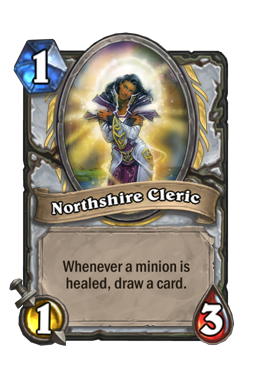 1
Northshire Cleric
Whenever a minion is
healed, draw a card.
1
3